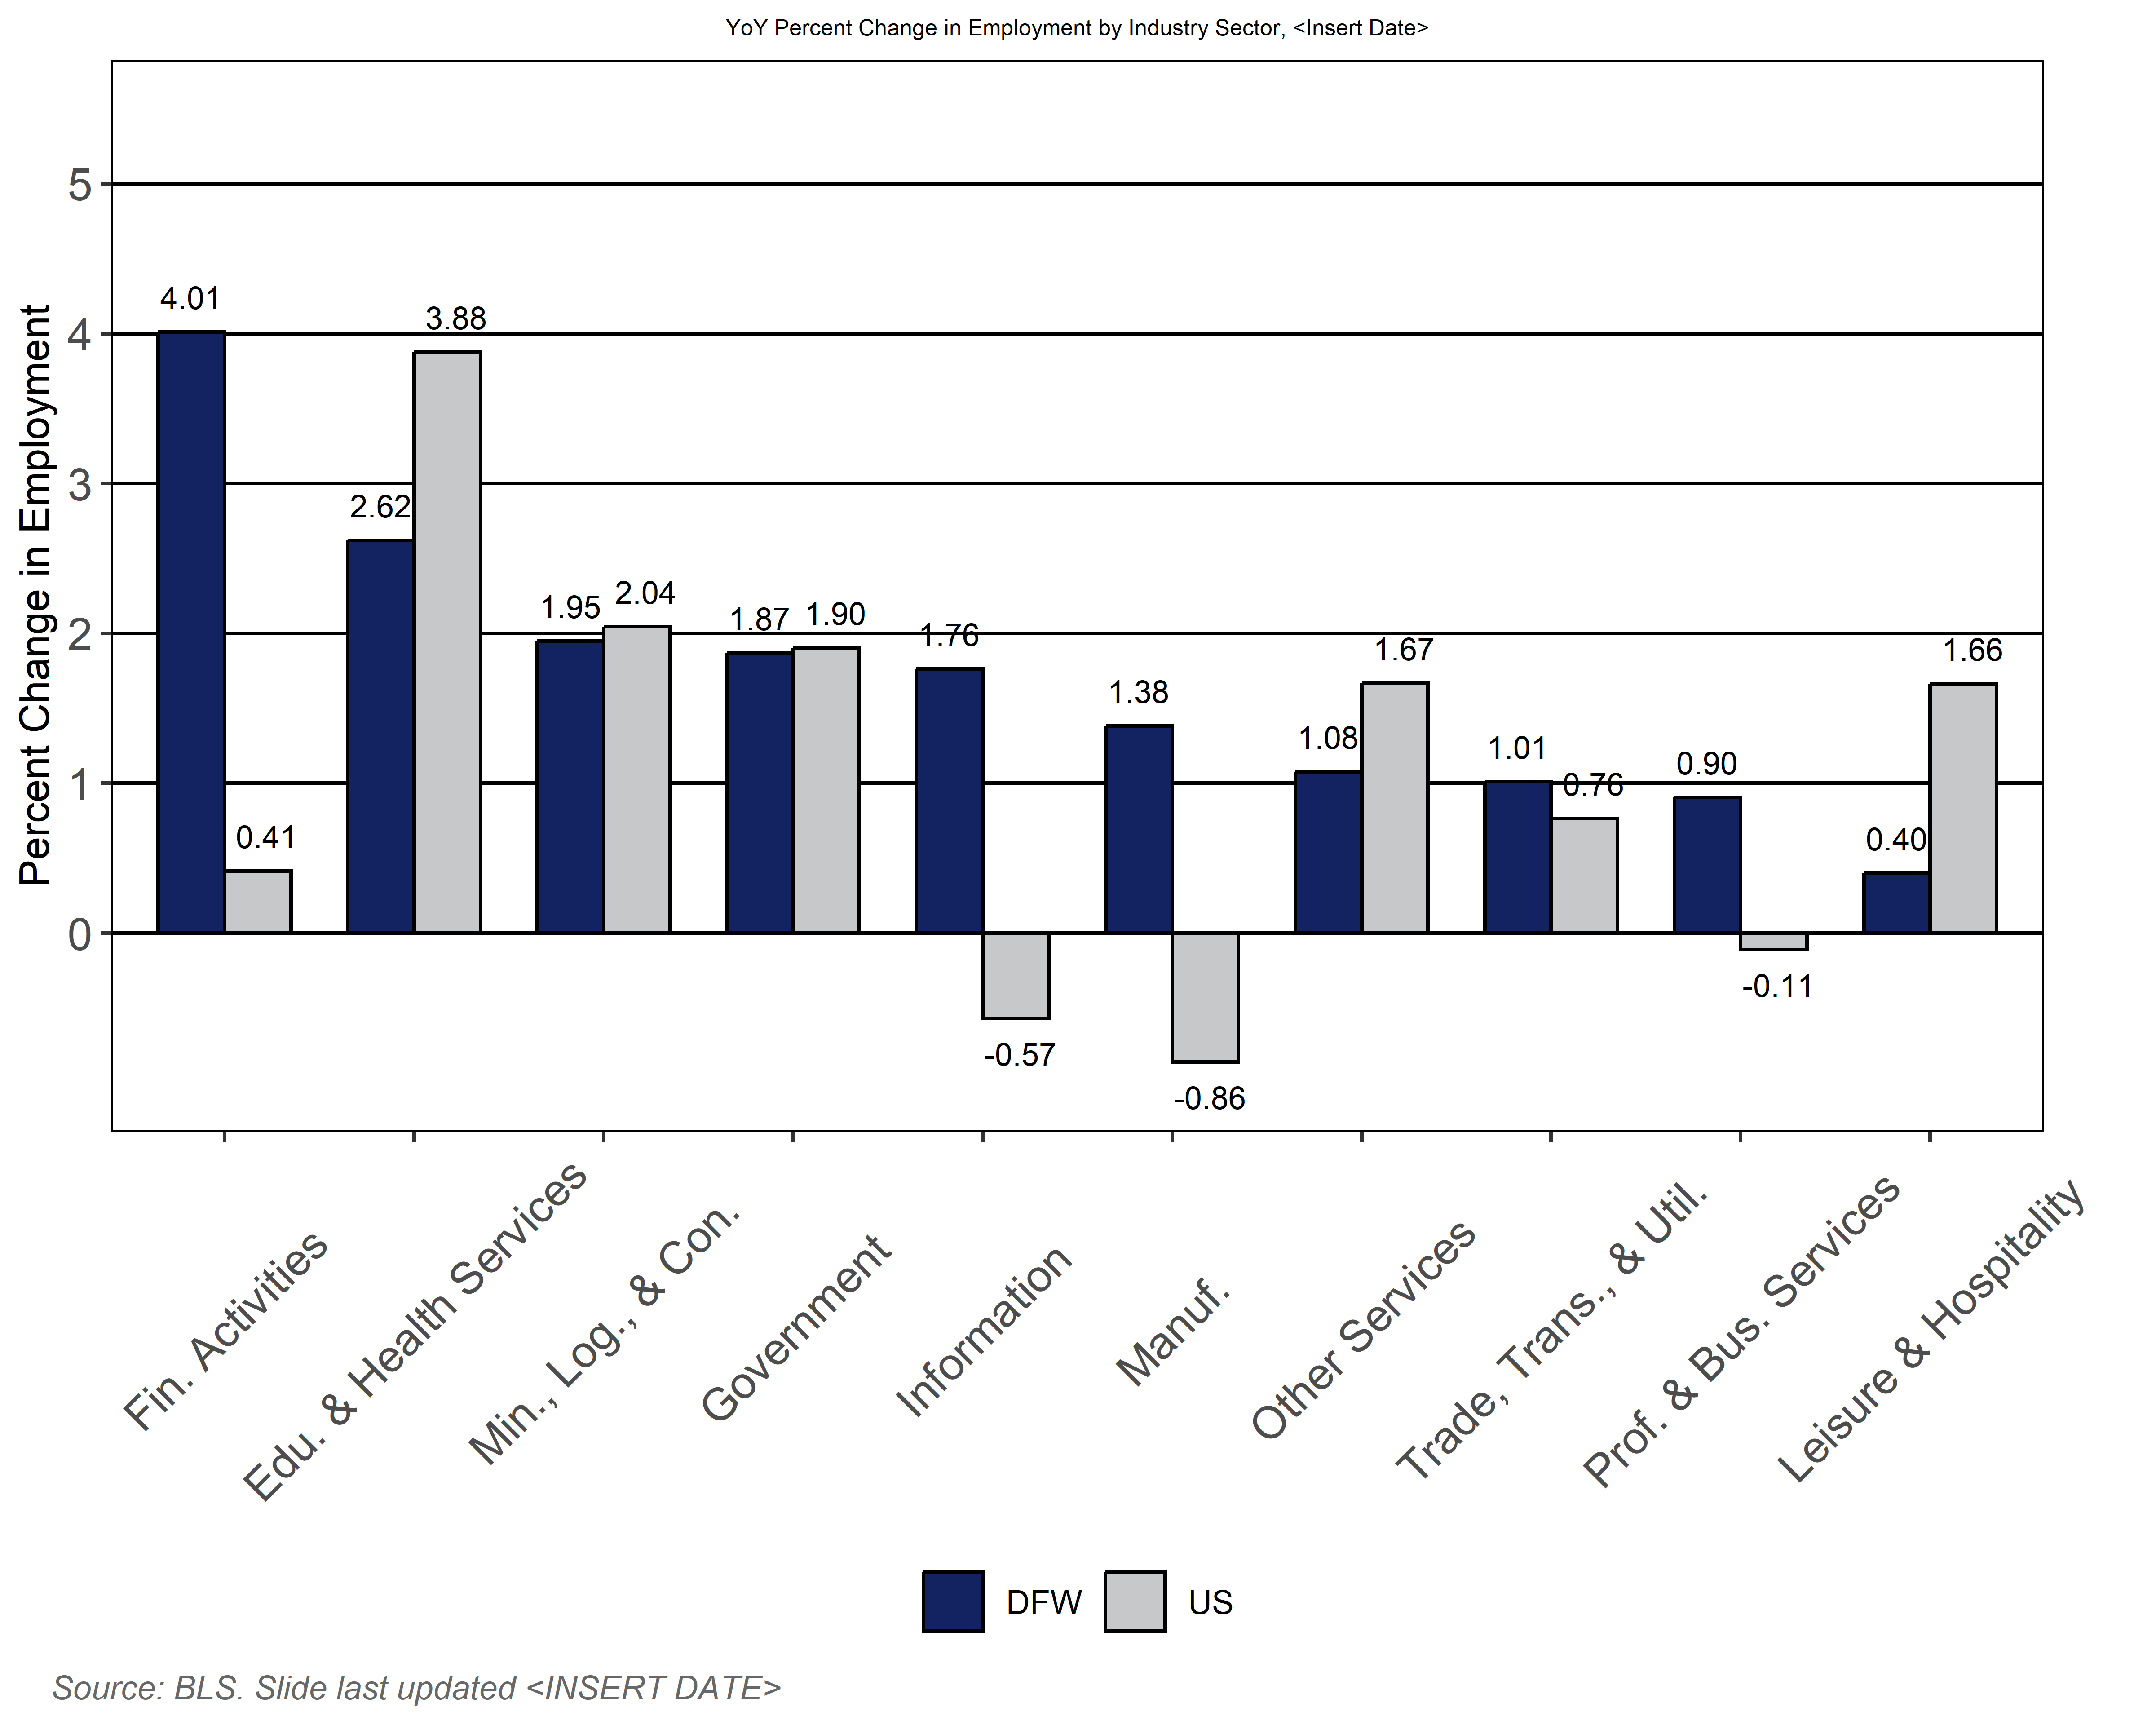 YoY Percent Change in Employment by Industry Sector, <Insert Date>
Percent Change in Employment
5
4
3
2
1
0
4.01
0.41
2.62
3.88
1.95
2.04
1.87
1.90
1.76
-0.57
1.38
-0.86
1.08
1.67
1.01
0.76
0.90
-0.11
0.40
1.66
Fin. Activities
Edu. & Health Services
Min., Log., & Con.
Government
Information
Manuf.
Other Services
Trade, Trans., & Util.
Prof. & Bus. Services
Leisure & Hospitality
DFW
US
Source: BLS. Slide last updated <INSERT DATE>